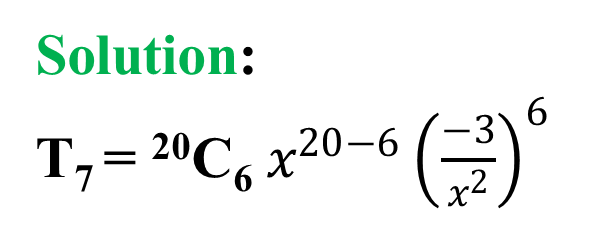 Solution:
T₇ = ²⁰C₆ x²⁰⁻⁶ (−3/x²)⁶